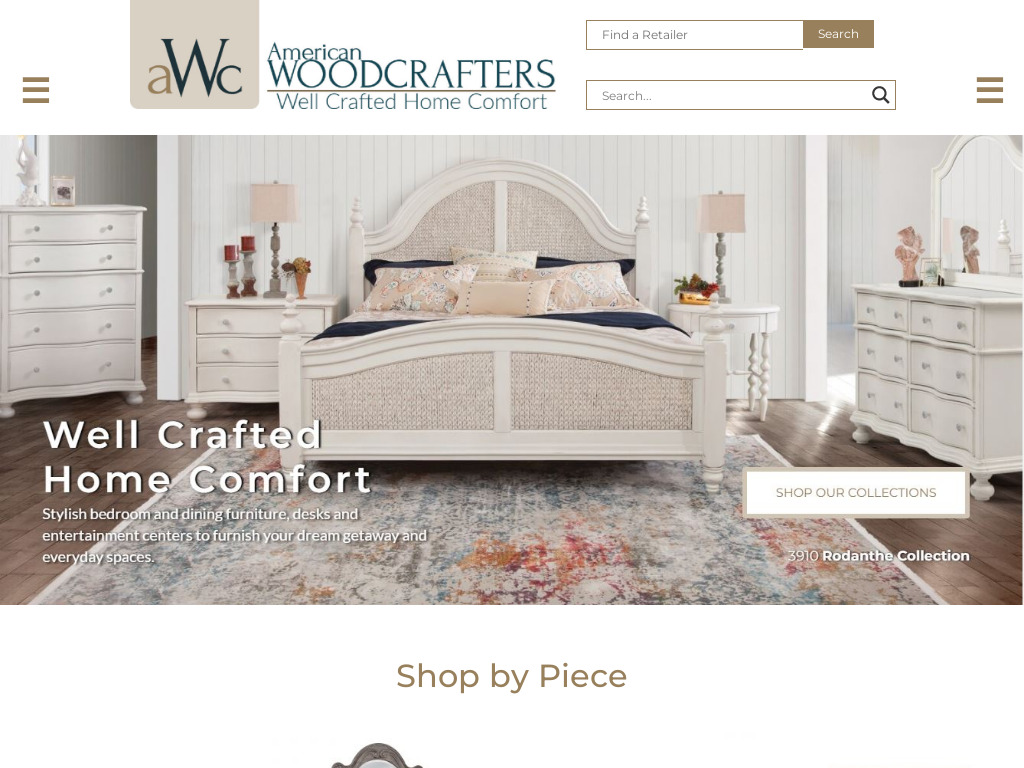 aWc
American
WOODCRAFTERS
Well Crafted Home Comfort
Find a Retailer
Search
Search...
Well Crafted
Home Comfort
Stylish bedroom and dining furniture, desks and
entertainment centers to furnish your dream getaway and
everyday spaces.
SHOP OUR COLLECTIONS
3910 Rodanthe Collection
Shop by Piece